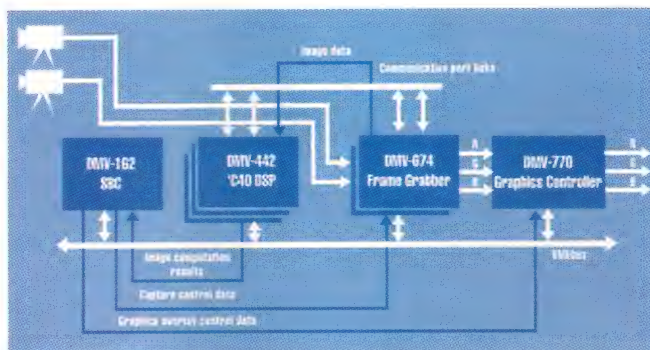 Image data
Communication port links
DMV-162
SBC
DMV-442
'C40 DSP
DMV-674
Frame Grabber
R
G
B
DMV-770
Graphics Controller
R
G
B
VMEbus
Image computation
results
Capture control data
Graphics overlay control data